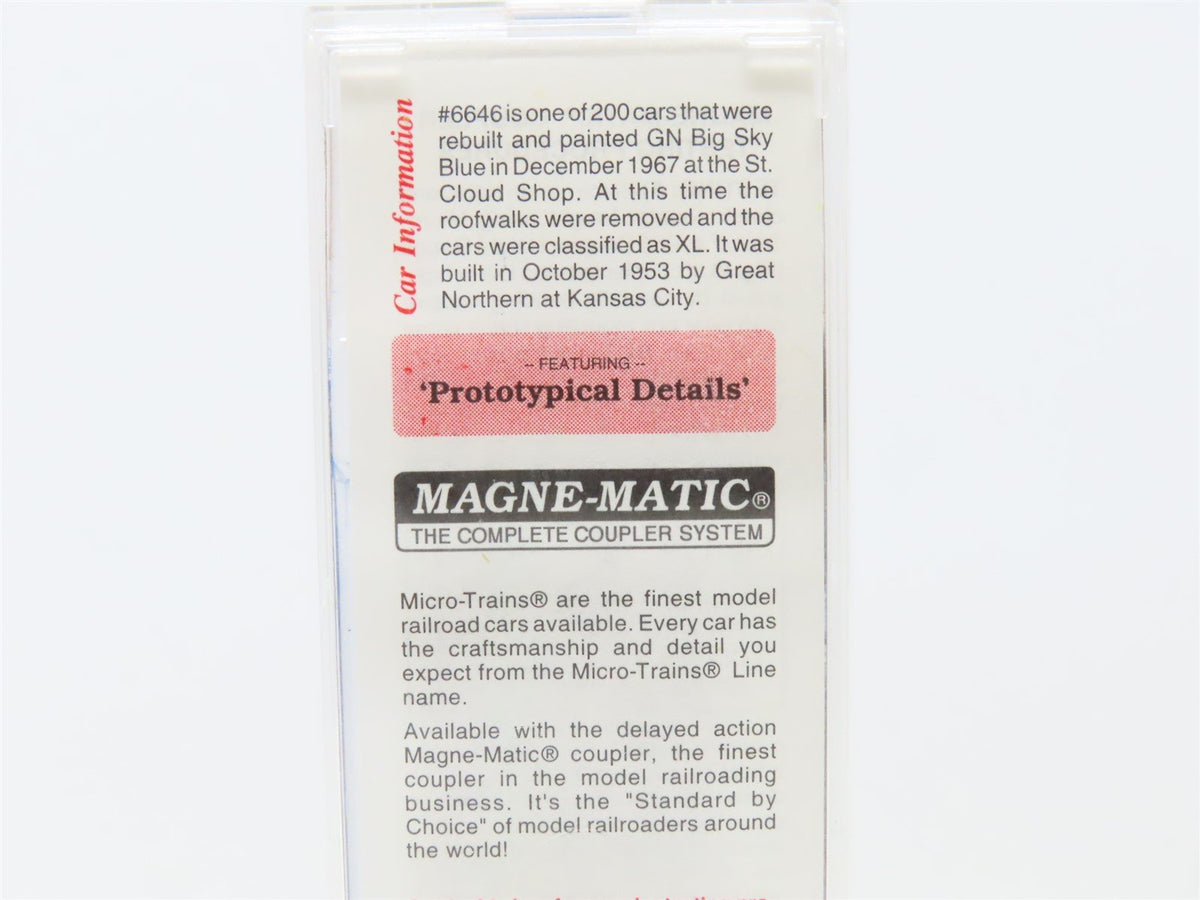 Car Information
#6646 is one of 200 cars that were
rebuilt and painted GN Big Sky
Blue in December 1967 at the St.
Cloud Shop. At this time the
roofwalks were removed and the
cars were classified as XL. It was
built in October 1953 by Great
Northern at Kansas City.
-- FEATURING --
'Prototypical Details'
MAGNE-MATIC®
THE COMPLETE COUPLER SYSTEM
Micro-Trains® are the finest model
railroad cars available. Every car has
the craftsmanship and detail you
expect from the Micro-Trains® Line
name.
Available with the delayed action
Magne-Matic® coupler, the finest
coupler in the model railroading
business. It's the "Standard by
Choice" of model railroaders around
the world!